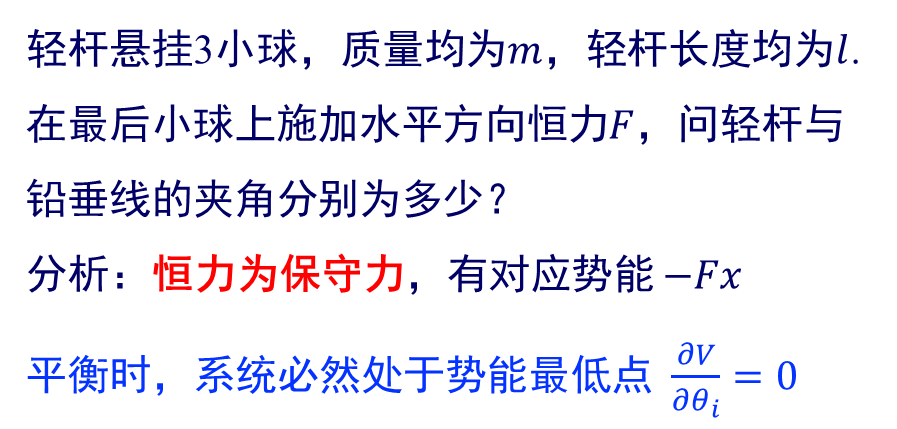 轻杆悬挂3小球，质量均为m，轻杆长度均为l.
在最后小球上施加水平方向恒力F，问轻杆与
铅垂线的夹角分别为多少？
分析：恒力为保守力，有对应势能 −Fx
平衡时，系统必然处于势能最低点 ∂V/∂θᵢ = 0